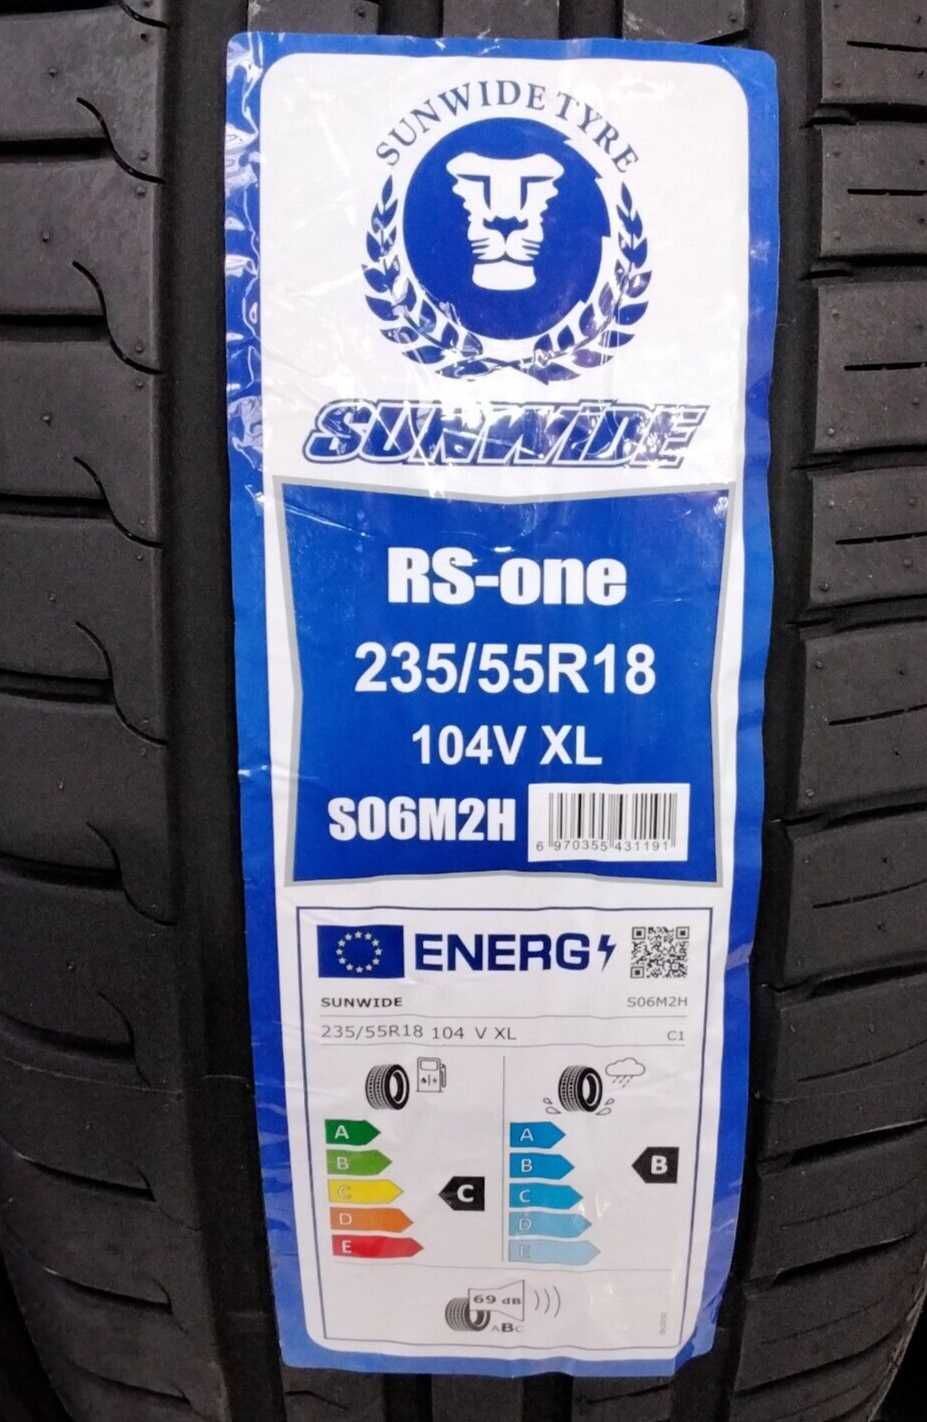 SUNWIDE TYRE
SUNWIDE
RS-one
235/55R18
104V XL
S06M2H
6 970355 431191
ENERG
SUNWIDE S06M2H
235/55R18 104 V XL C1
A A
B B B
C C C
D D
E E
69 dB
ABC